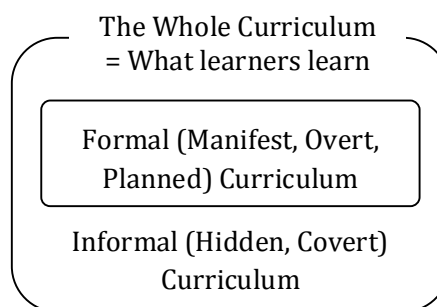 The Whole Curriculum
= What learners learn
Formal (Manifest, Overt,
Planned) Curriculum
Informal (Hidden, Covert)
Curriculum